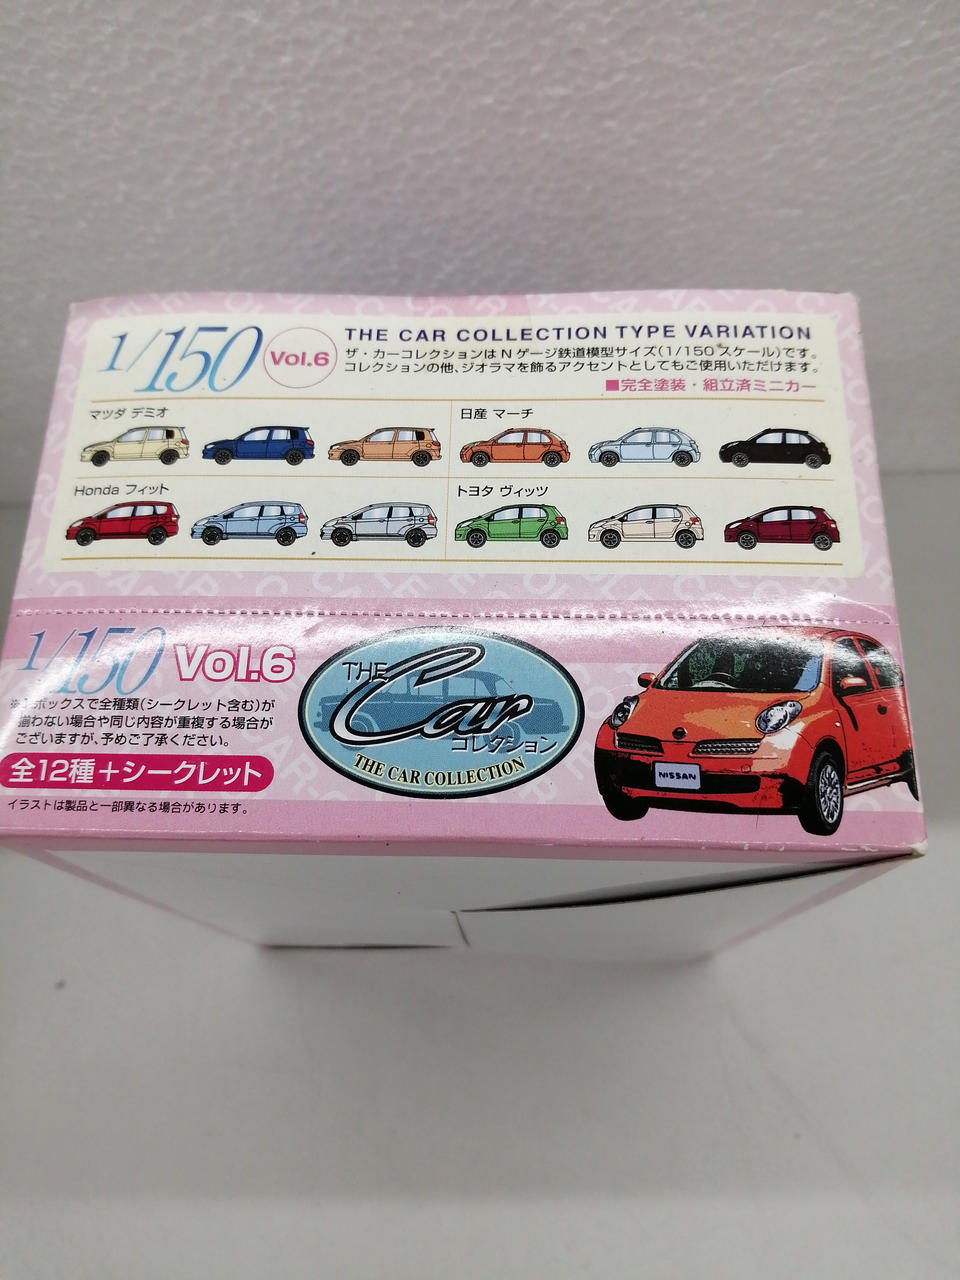 1/150 Vol.6
THE CAR COLLECTION TYPE VARIATION
ザ・カーコレクションはNゲージ鉄道模型サイズ(1/150スケール)です。
コレクションの他、ジオラマを飾るアクセントとしてもご使用いただけます。
■完全塗装・組立済ミニカー
マツダ デミオ
日産 マーチ
Honda フィット
トヨタ ヴィッツ
1/150 Vol.6
※1ボックスで全種類(シークレット含む)が
揃わない場合や同じ内容が重複する場合が
ございますが、予めご了承ください。
全12種+シークレット
イラストは製品と一部異なる場合があります。
THE
Car
コレクション
THE CAR COLLECTION
NISSAN